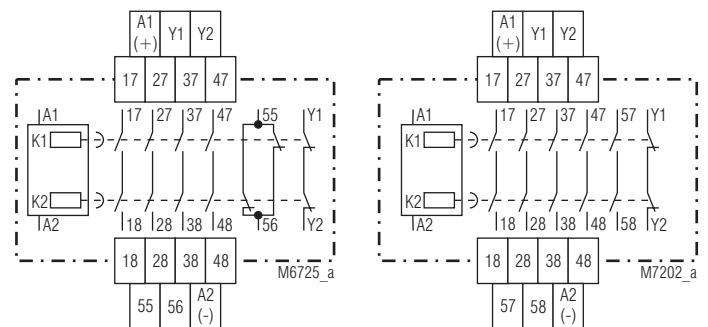 A1 (+) Y1 Y2
17 27 37 47
A1 17 27 37 47 55 Y1
K1
K2
A2 18 28 38 48 56 Y2
18 28 38 48
M6725_a
55 56 A2 (-)
A1 (+) Y1 Y2
17 27 37 47
A1 17 27 37 47 57 Y1
K1
K2
A2 18 28 38 48 58 Y2
18 28 38 48
M7202_a
57 58 A2 (-)